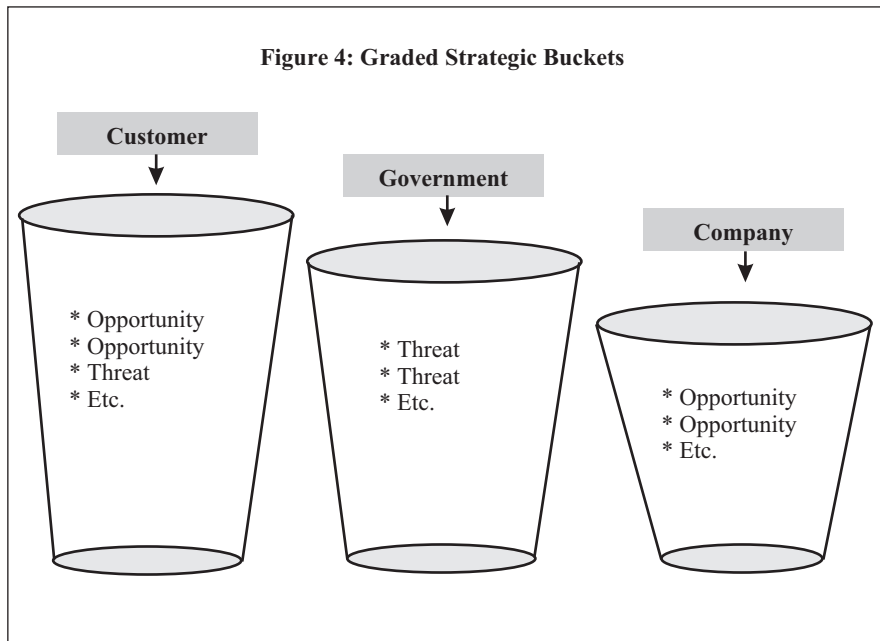 Figure 4: Graded Strategic Buckets
Customer
* Opportunity
* Opportunity
* Threat
* Etc.
Government
* Threat
* Threat
* Etc.
Company
* Opportunity
* Opportunity
* Etc.